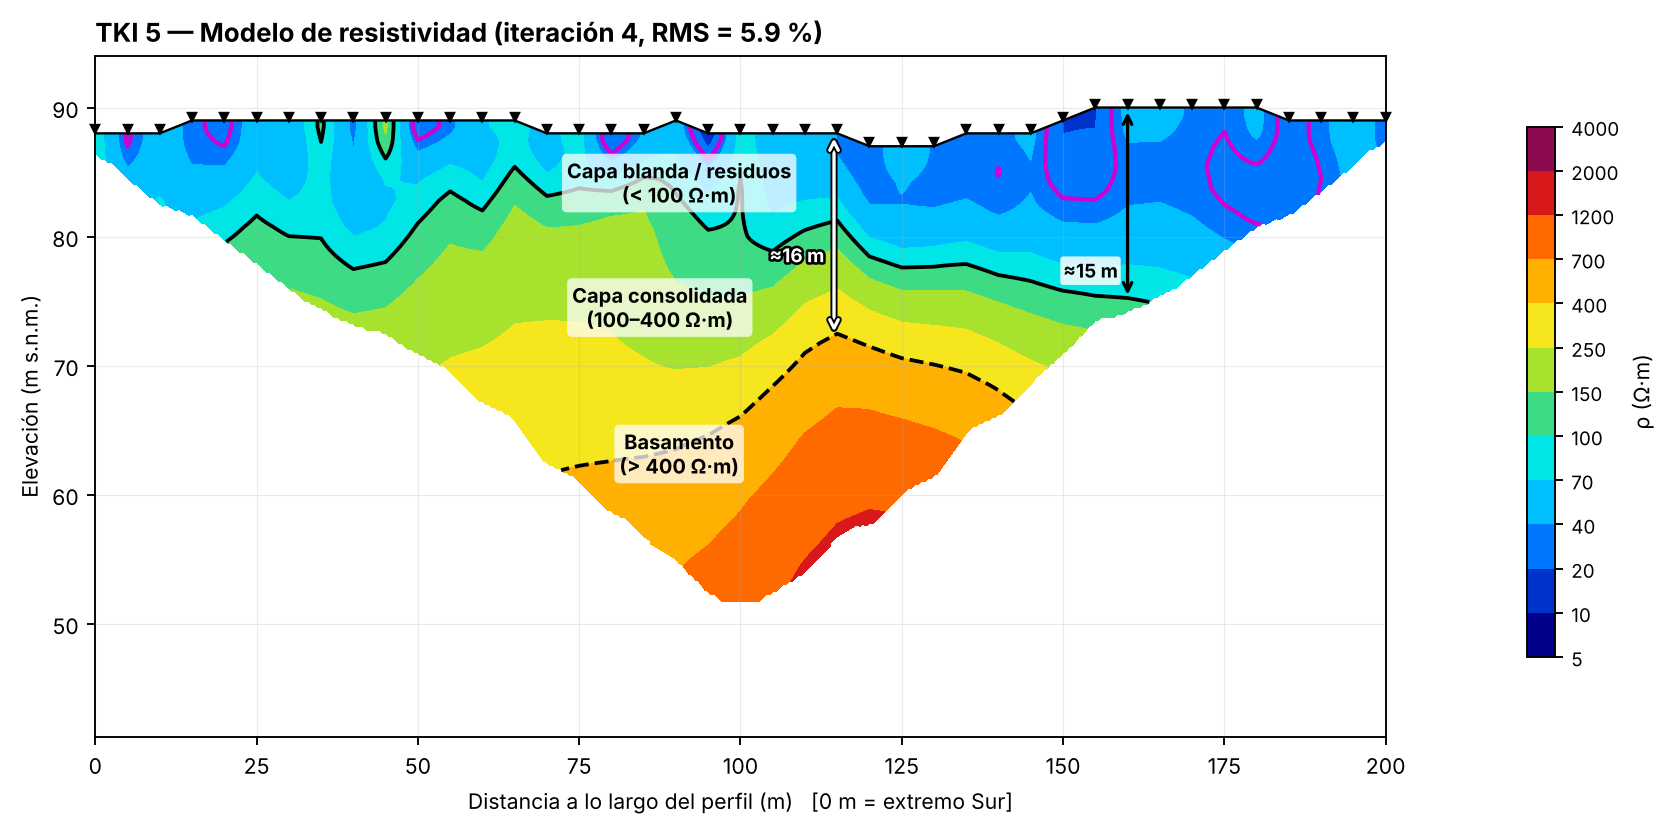 TKI 5 — Modelo de resistividad (iteración 4, RMS = 5.9 %)
Elevación (m s.n.m.)
90
80
70
60
50
Capa blanda / residuos
(< 100 Ω·m)
≈16 m
≈15 m
Capa consolidada
(100–400 Ω·m)
Basamento
(> 400 Ω·m)
0
25
50
75
100
125
150
175
200
Distancia a lo largo del perfil (m) [0 m = extremo Sur]
4000
2000
1200
700
400
250
150
100
70
40
20
10
5
ρ (Ω·m)